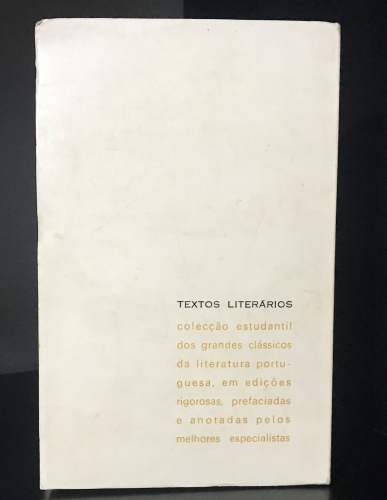 TEXTOS LITERÁRIOS
colecção estudantil
dos grandes clássicos
da literatura portu-
guesa, em edições
rigorosas, prefaciadas
e anotadas pelos
melhores especialistas